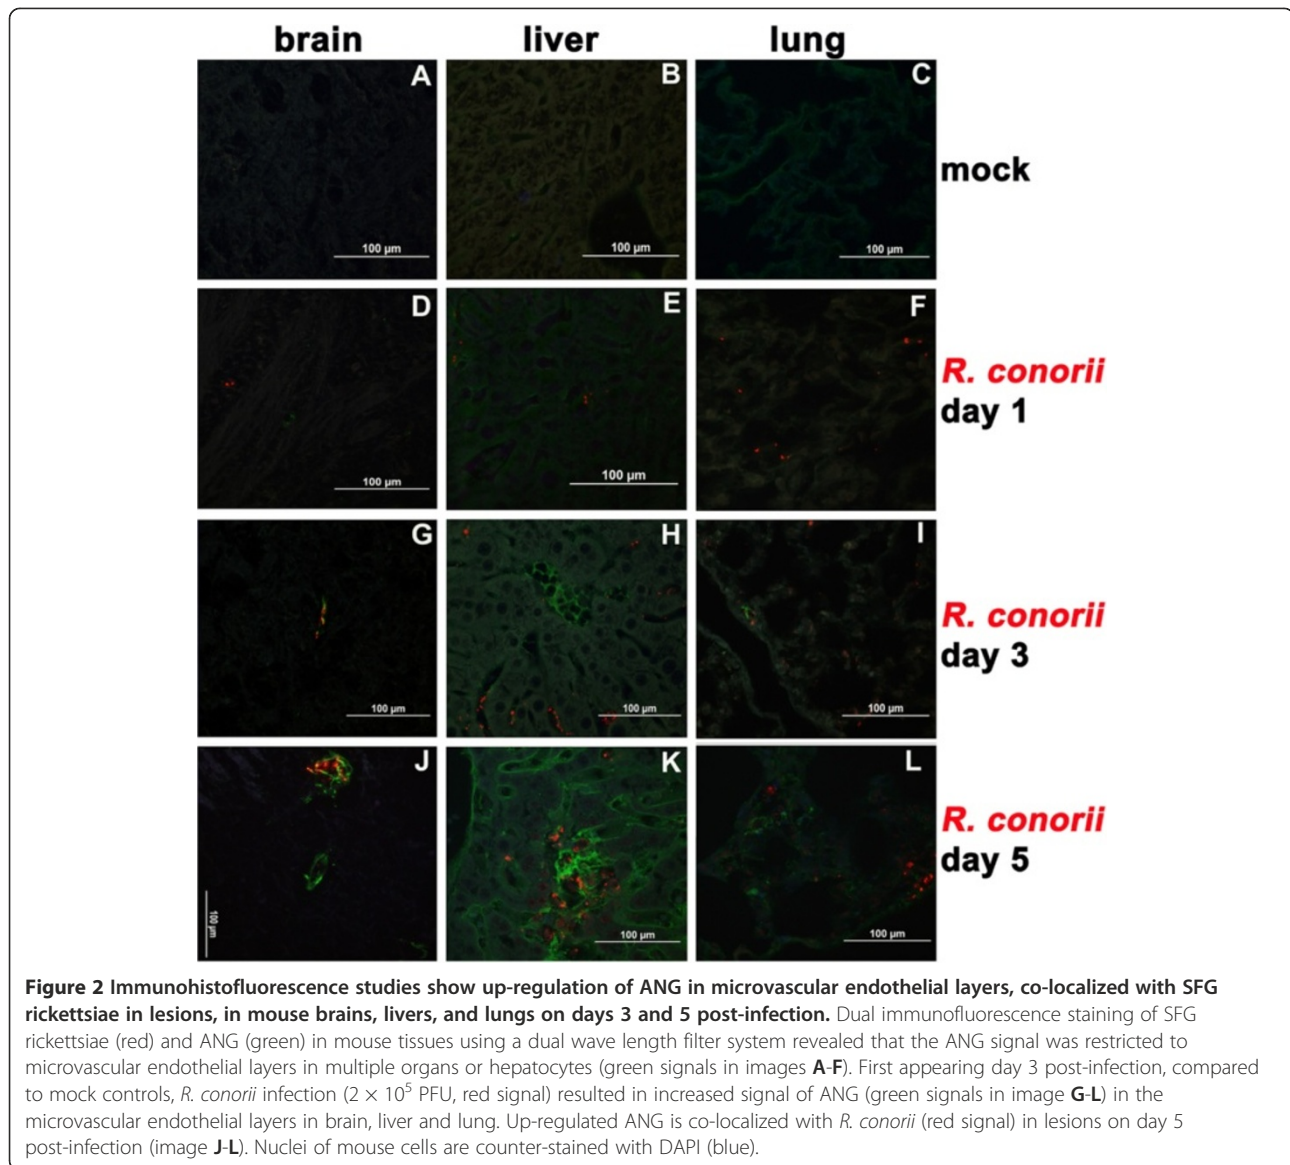 brain liver lung
A B C
mock
100 µm 100 µm 100 µm
D E F
R. conorii
day 1
100 µm 100 µm 100 µm
G H I
R. conorii
day 3
100 µm 100 µm 100 µm
J K L
R. conorii
day 5
100 µm 100 µm 100 µm
Figure 2 Immunohistofluorescence studies show up-regulation of ANG in microvascular endothelial layers, co-localized with SFG
rickettsiae in lesions, in mouse brains, livers, and lungs on days 3 and 5 post-infection. Dual immunofluorescence staining of SFG
rickettsiae (red) and ANG (green) in mouse tissues using a dual wave length filter system revealed that the ANG signal was restricted to
microvascular endothelial layers in multiple organs or hepatocytes (green signals in images A-F). First appearing day 3 post-infection, compared
to mock controls, R. conorii infection (2 × 10⁵ PFU, red signal) resulted in increased signal of ANG (green signals in image G-L) in the
microvascular endothelial layers in brain, liver and lung. Up-regulated ANG is co-localized with R. conorii (red signal) in lesions on day 5
post-infection (image J-L). Nuclei of mouse cells are counter-stained with DAPI (blue).